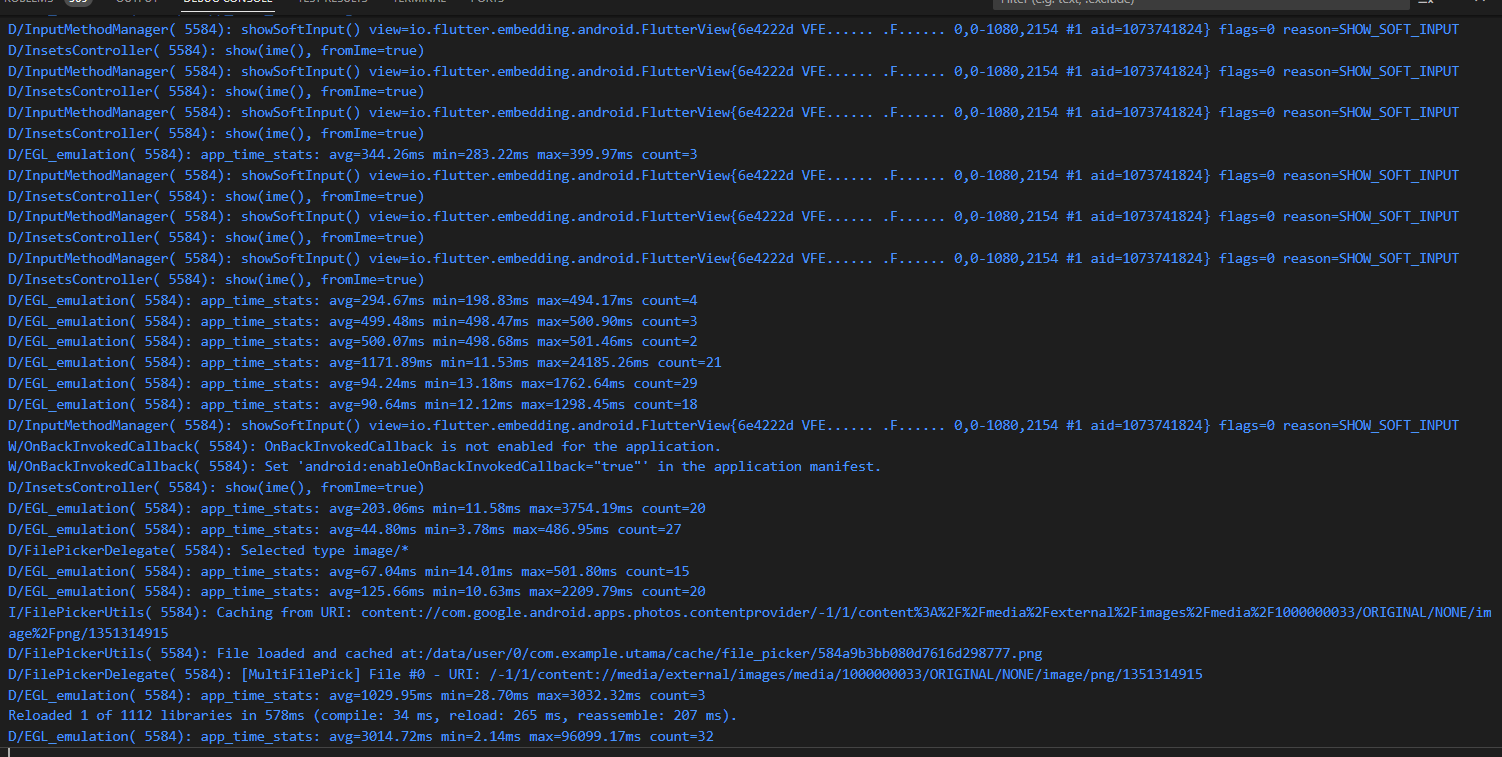 PROBLEMS OUTPUT DEBUG CONSOLE TEST RESULTS TERMINAL PORTS Filter (e.g. text, !exclude)
D/InputMethodManager( 5584): showSoftInput() view=io.flutter.embedding.android.FlutterView{6e4222d VFE...... .F...... 0,0-1080,2154 #1 aid=1073741824} flags=0 reason=SHOW_SOFT_INPUT
D/InsetsController( 5584): show(ime(), fromIme=true)
D/InputMethodManager( 5584): showSoftInput() view=io.flutter.embedding.android.FlutterView{6e4222d VFE...... .F...... 0,0-1080,2154 #1 aid=1073741824} flags=0 reason=SHOW_SOFT_INPUT
D/InsetsController( 5584): show(ime(), fromIme=true)
D/InputMethodManager( 5584): showSoftInput() view=io.flutter.embedding.android.FlutterView{6e4222d VFE...... .F...... 0,0-1080,2154 #1 aid=1073741824} flags=0 reason=SHOW_SOFT_INPUT
D/InsetsController( 5584): show(ime(), fromIme=true)
D/EGL_emulation( 5584): app_time_stats: avg=344.26ms min=283.22ms max=399.97ms count=3
D/InputMethodManager( 5584): showSoftInput() view=io.flutter.embedding.android.FlutterView{6e4222d VFE...... .F...... 0,0-1080,2154 #1 aid=1073741824} flags=0 reason=SHOW_SOFT_INPUT
D/InsetsController( 5584): show(ime(), fromIme=true)
D/InputMethodManager( 5584): showSoftInput() view=io.flutter.embedding.android.FlutterView{6e4222d VFE...... .F...... 0,0-1080,2154 #1 aid=1073741824} flags=0 reason=SHOW_SOFT_INPUT
D/InsetsController( 5584): show(ime(), fromIme=true)
D/InputMethodManager( 5584): showSoftInput() view=io.flutter.embedding.android.FlutterView{6e4222d VFE...... .F...... 0,0-1080,2154 #1 aid=1073741824} flags=0 reason=SHOW_SOFT_INPUT
D/InsetsController( 5584): show(ime(), fromIme=true)
D/EGL_emulation( 5584): app_time_stats: avg=294.67ms min=198.83ms max=494.17ms count=4
D/EGL_emulation( 5584): app_time_stats: avg=499.48ms min=498.47ms max=500.90ms count=3
D/EGL_emulation( 5584): app_time_stats: avg=500.07ms min=498.68ms max=501.46ms count=2
D/EGL_emulation( 5584): app_time_stats: avg=1171.89ms min=11.53ms max=24185.26ms count=21
D/EGL_emulation( 5584): app_time_stats: avg=94.24ms min=13.18ms max=1762.64ms count=29
D/EGL_emulation( 5584): app_time_stats: avg=90.64ms min=12.12ms max=1298.45ms count=18
D/InputMethodManager( 5584): showSoftInput() view=io.flutter.embedding.android.FlutterView{6e4222d VFE...... .F...... 0,0-1080,2154 #1 aid=1073741824} flags=0 reason=SHOW_SOFT_INPUT
W/OnBackInvokedCallback( 5584): OnBackInvokedCallback is not enabled for the application.
W/OnBackInvokedCallback( 5584): Set 'android:enableOnBackInvokedCallback="true"' in the application manifest.
D/InsetsController( 5584): show(ime(), fromIme=true)
D/EGL_emulation( 5584): app_time_stats: avg=203.06ms min=11.58ms max=3754.19ms count=20
D/EGL_emulation( 5584): app_time_stats: avg=44.80ms min=3.78ms max=486.95ms count=27
D/FilePickerDelegate( 5584): Selected type image/*
D/EGL_emulation( 5584): app_time_stats: avg=67.04ms min=14.01ms max=501.80ms count=15
D/EGL_emulation( 5584): app_time_stats: avg=125.66ms min=10.63ms max=2209.79ms count=20
I/FilePickerUtils( 5584): Caching from URI: content://com.google.android.apps.photos.contentprovider/-1/1/content%3A%2F%2Fmedia%2Fexternal%2Fimages%2Fmedia%2F1000000033/ORIGINAL/NONE/im
age%2Fpng/1351314915
D/FilePickerUtils( 5584): File loaded and cached at:/data/user/0/com.example.utama/cache/file_picker/584a9b3bb080d7616d298777.png
D/FilePickerDelegate( 5584): [MultiFilePick] File #0 - URI: /-1/1/content://media/external/images/media/1000000033/ORIGINAL/NONE/image/png/1351314915
D/EGL_emulation( 5584): app_time_stats: avg=1029.95ms min=28.70ms max=3032.32ms count=3
Reloaded 1 of 1112 libraries in 578ms (compile: 34 ms, reload: 265 ms, reassemble: 207 ms).
D/EGL_emulation( 5584): app_time_stats: avg=3014.72ms min=2.14ms max=96099.17ms count=32